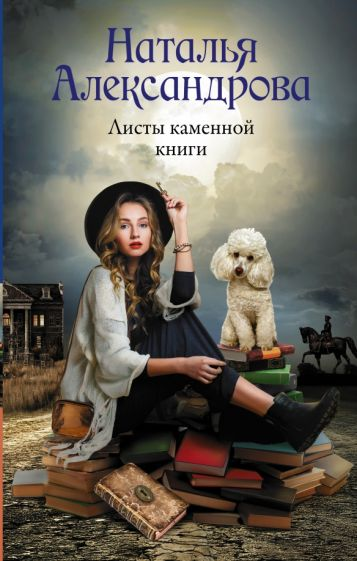 Наталья
Александрова
Листы каменной
книги